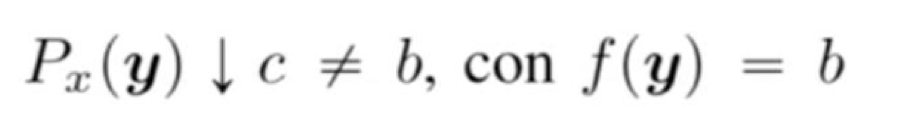 Pₓ(y) ↓ c ≠ b, con f(y) = b